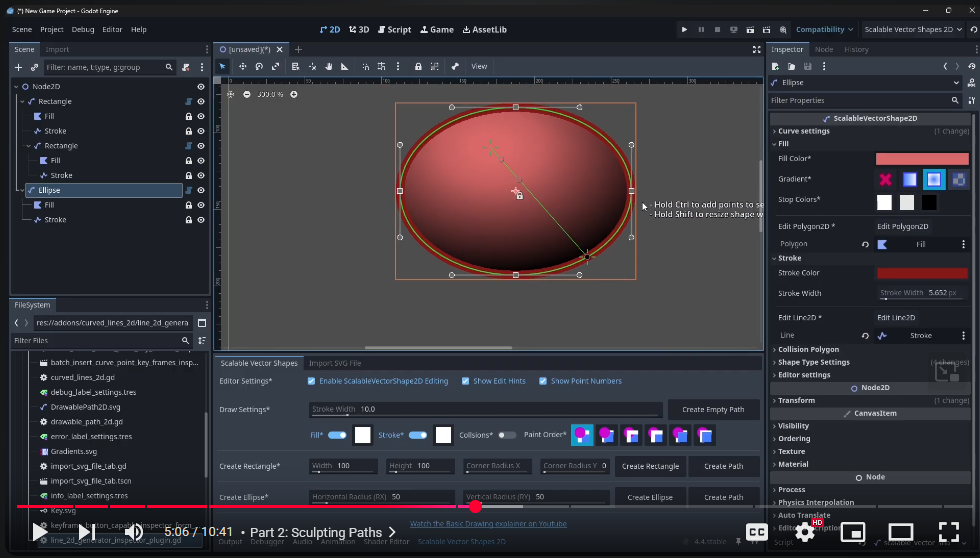 (*) New Game Project - Godot Engine
Scene Project Debug Editor Help
2D 3D Script Game AssetLib
Compatibility Scalable Vector Shapes 2D
Scene Import
[unsaved](*)
Inspector Node History
Filter: name, t:type, g:group
View
Node2D
Rectangle
Fill
Stroke
Rectangle
Fill
Stroke
Ellipse
Fill
Stroke
300.0 %
- Hold Ctrl to add points to se
- Hold Shift to resize shape w
Ellipse
Filter Properties
ScalableVectorShape2D
Curve settings (1 change)
Fill
Fill Color*
Gradient*
Stop Colors*
Edit Polygon2D * Edit Polygon2D
Polygon Fill
Stroke
Stroke Color
Stroke Width Stroke Width 5.652 px
Edit Line2D * Edit Line2D
Line Stroke
Collision Polygon
Shape Type Settings
Editor settings
Node2D
Transform (1 change)
CanvasItem
Visibility
Ordering
Texture
Material
Node
Process
Physics Interpolation
Auto Translate
Script
FileSystem
res://addons/curved_lines_2d/line_2d_genera
Filter Files
batch_insert_curve_point_key_frames_insp...
curved_lines_2d.gd
debug_label_settings.tres
DrawablePath2D.svg
drawable_path_2d.gd
error_label_settings.tres
Gradients.svg
import_svg_file_tab.gd
import_svg_file_tab.tscn
info_label_settings.tres
Key.svg
line_2d_generator_inspector_plugin.gd
Scalable Vector Shapes Import SVG File
Editor Settings* Enable ScalableVectorShape2D Editing Show Edit Hints Show Point Numbers
Draw Settings* Stroke Width 10.0 Create Empty Path
Fill* Stroke* Collsions* Paint Order*
Create Rectangle* Width 100 Height 100 Corner Radius X Corner Radius Y 0 Create Rectangle Create Path
Create Ellipse* Horizontal Radius (RX) 50 Vertical Radius (RY) 50 Create Ellipse Create Path
Watch the Basic Drawing explainer on Youtube
Output Debugger Audio Animation Shader Editor Scalable Vector Shapes 2D 4.4.stable
5:06 / 10:41 • Part 2: Sculpting Paths
CC
HD